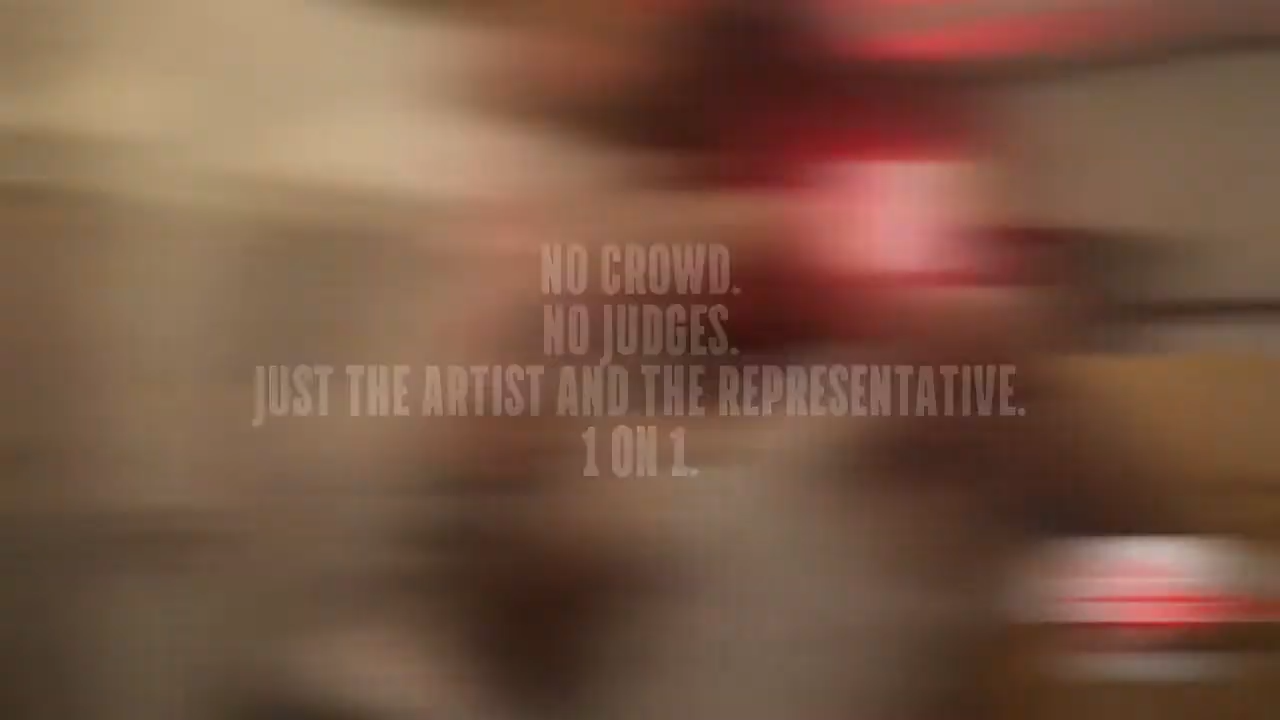 NO CROWD.
NO JUDGES.
JUST THE ARTIST AND THE REPRESENTATIVE.
1 ON 1.